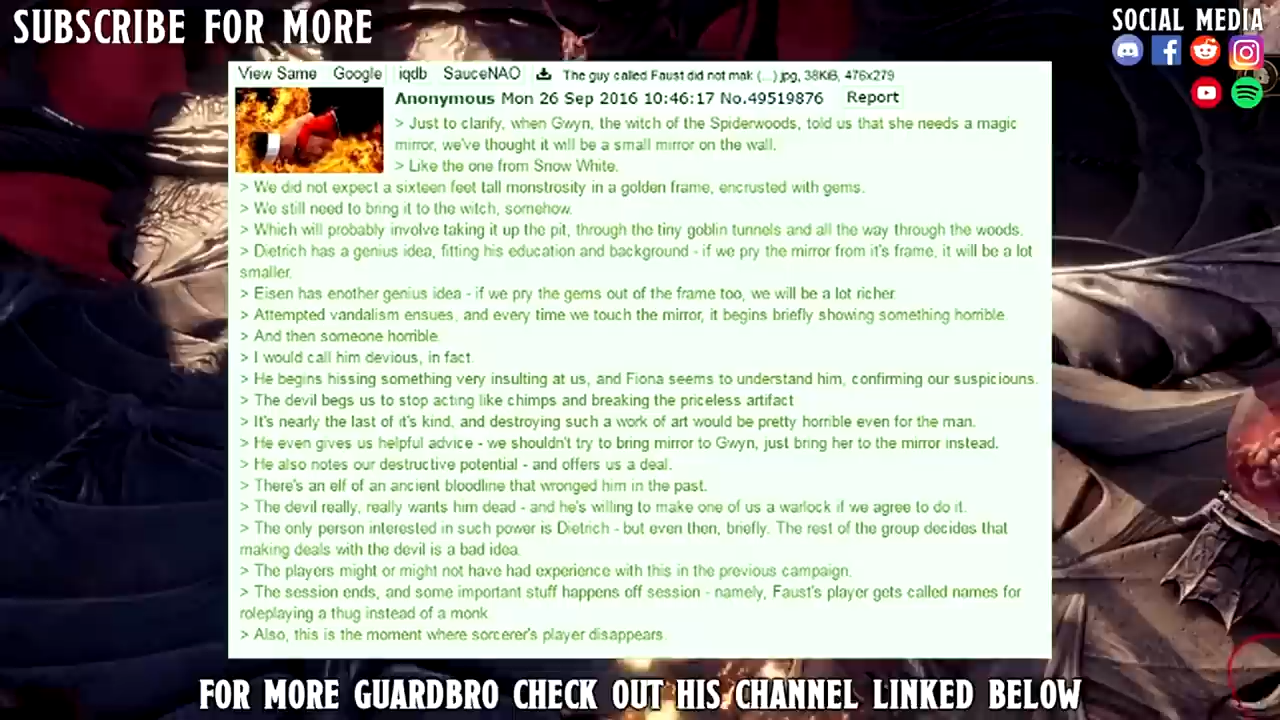 SUBSCRIBE FOR MORE
SOCIAL MEDIA
View Same Google iqdb SauceNAO The guy called Faust did not mak (...).jpg, 38KiB, 476x279
Anonymous Mon 26 Sep 2016 10:46:17 No.49519876 Report
> Just to clarify, when Gwyn, the witch of the Spiderwoods, told us that she needs a magic
mirror, we've thought it will be a small mirror on the wall.
> Like the one from Snow White.
> We did not expect a sixteen feet tall monstrosity in a golden frame, encrusted with gems.
> We still need to bring it to the witch, somehow.
> Which will probably involve taking it up the pit, through the tiny goblin tunnels and all the way through the woods.
> Dietrich has a genius idea, fitting his education and background - if we pry the mirror from it's frame, it will be a lot
smaller.
> Eisen has enother genius idea - if we pry the gems out of the frame too, we will be a lot richer.
> Attempted vandalism ensues, and every time we touch the mirror, it begins briefly showing something horrible.
> And then someone horrible.
> I would call him devious, in fact.
> He begins hissing something very insulting at us, and Fiona seems to understand him, confirming our suspiciouns.
> The devil begs us to stop acting like chimps and breaking the priceless artifact
> It's nearly the last of it's kind, and destroying such a work of art would be pretty horrible even for the man.
> He even gives us helpful advice - we shouldn't try to bring mirror to Gwyn, just bring her to the mirror instead.
> He also notes our destructive potential - and offers us a deal.
> There's an elf of an ancient bloodline that wronged him in the past.
> The devil really, really wants him dead - and he's willing to make one of us a warlock if we agree to do it.
> The only person interested in such power is Dietrich - but even then, briefly. The rest of the group decides that
making deals with the devil is a bad idea.
> The players might or might not have had experience with this in the previous campaign.
> The session ends, and some important stuff happens off session - namely, Faust's player gets called names for
roleplaying a thug instead of a monk
> Also, this is the moment where sorcerer's player disappears.
FOR MORE GUARDBRO CHECK OUT HIS CHANNEL LINKED BELOW